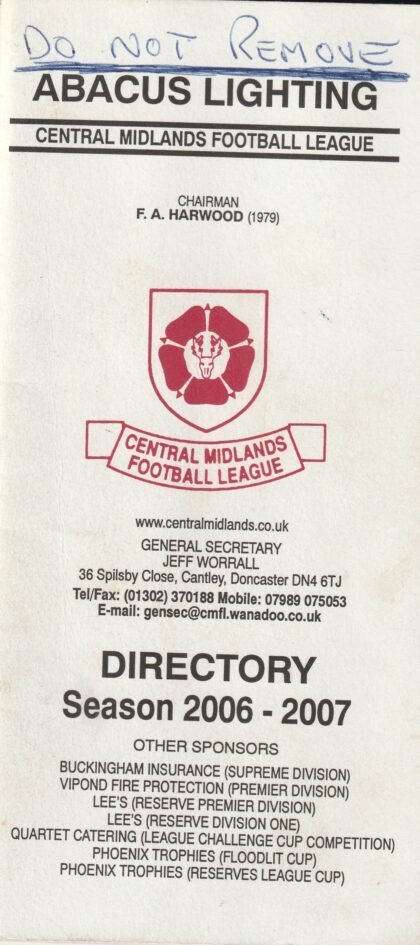 DO NOT REMOVE
ABACUS LIGHTING
CENTRAL MIDLANDS FOOTBALL LEAGUE
CHAIRMAN
F. A. HARWOOD (1979)
CENTRAL MIDLANDS
FOOTBALL LEAGUE
www.centralmidlands.co.uk
GENERAL SECRETARY
JEFF WORRALL
36 Spilsby Close, Cantley, Doncaster DN4 6TJ
Tel/Fax: (01302) 370188 Mobile: 07989 075053
E-mail: gensec@cmfl.wanadoo.co.uk
DIRECTORY
Season 2006 - 2007
OTHER SPONSORS
BUCKINGHAM INSURANCE (SUPREME DIVISION)
VIPOND FIRE PROTECTION (PREMIER DIVISION)
LEE'S (RESERVE PREMIER DIVISION)
LEE'S (RESERVE DIVISION ONE)
QUARTET CATERING (LEAGUE CHALLENGE CUP COMPETITION)
PHOENIX TROPHIES (FLOODLIT CUP)
PHOENIX TROPHIES (RESERVES LEAGUE CUP)